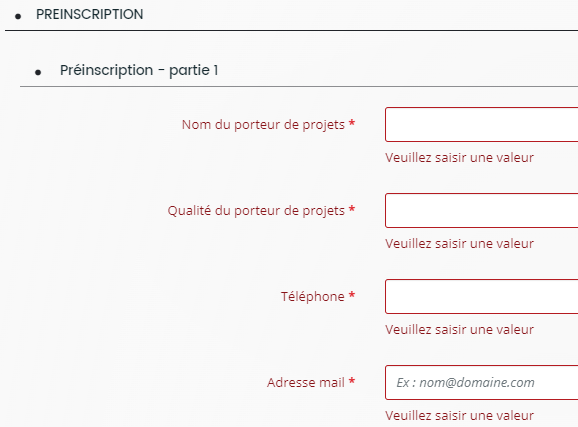 PREINSCRIPTION
Préinscription - partie 1
Nom du porteur de projets *
Veuillez saisir une valeur
Qualité du porteur de projets *
Veuillez saisir une valeur
Téléphone *
Veuillez saisir une valeur
Adresse mail * Ex : nom@domaine.com
Veuillez saisir une valeur